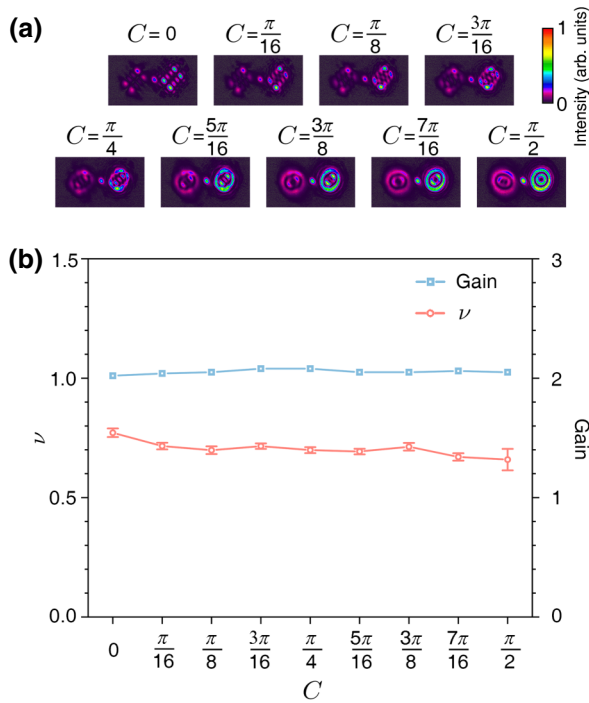 (a)
C = 0
C = π/16
C = π/8
C = 3π/16
1
0
Intensity (arb. units)
C = π/4
C = 5π/16
C = 3π/8
C = 7π/16
C = π/2
(b)
1.5
1.0
0.5
0.0
ν
Gain
ν
3
2
1
0
Gain
0
π/16
π/8
3π/16
π/4
5π/16
3π/8
7π/16
π/2
C